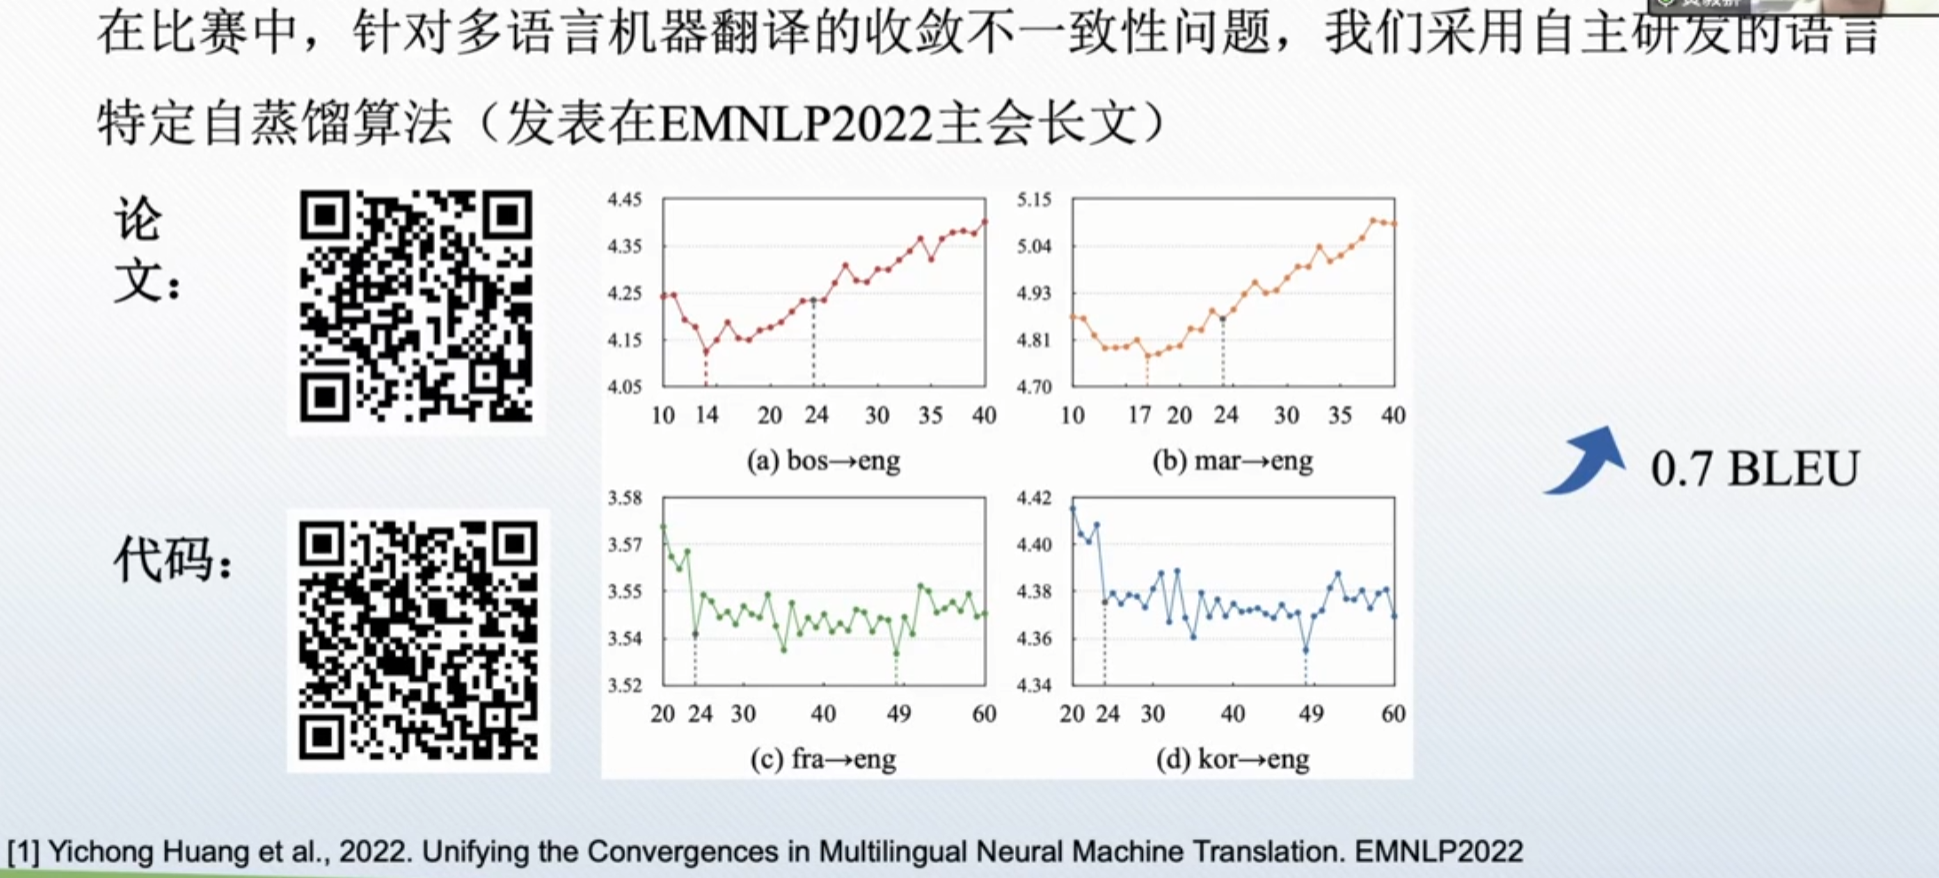 在比赛中，针对多语言机器翻译的收敛不一致性问题，我们采用自主研发的语言
特定自蒸馏算法（发表在EMNLP2022主会长文）
论
文：
4.45
4.35
4.25
4.15
4.05
10 14 20 24 30 35 40
(a) bos→eng
5.15
5.04
4.93
4.81
4.70
10 17 20 24 30 35 40
(b) mar→eng
0.7 BLEU
代码：
3.58
3.57
3.55
3.54
3.52
20 24 30 40 49 60
(c) fra→eng
4.42
4.40
4.38
4.36
4.34
20 24 30 40 49 60
(d) kor→eng
[1] Yichong Huang et al., 2022. Unifying the Convergences in Multilingual Neural Machine Translation. EMNLP2022